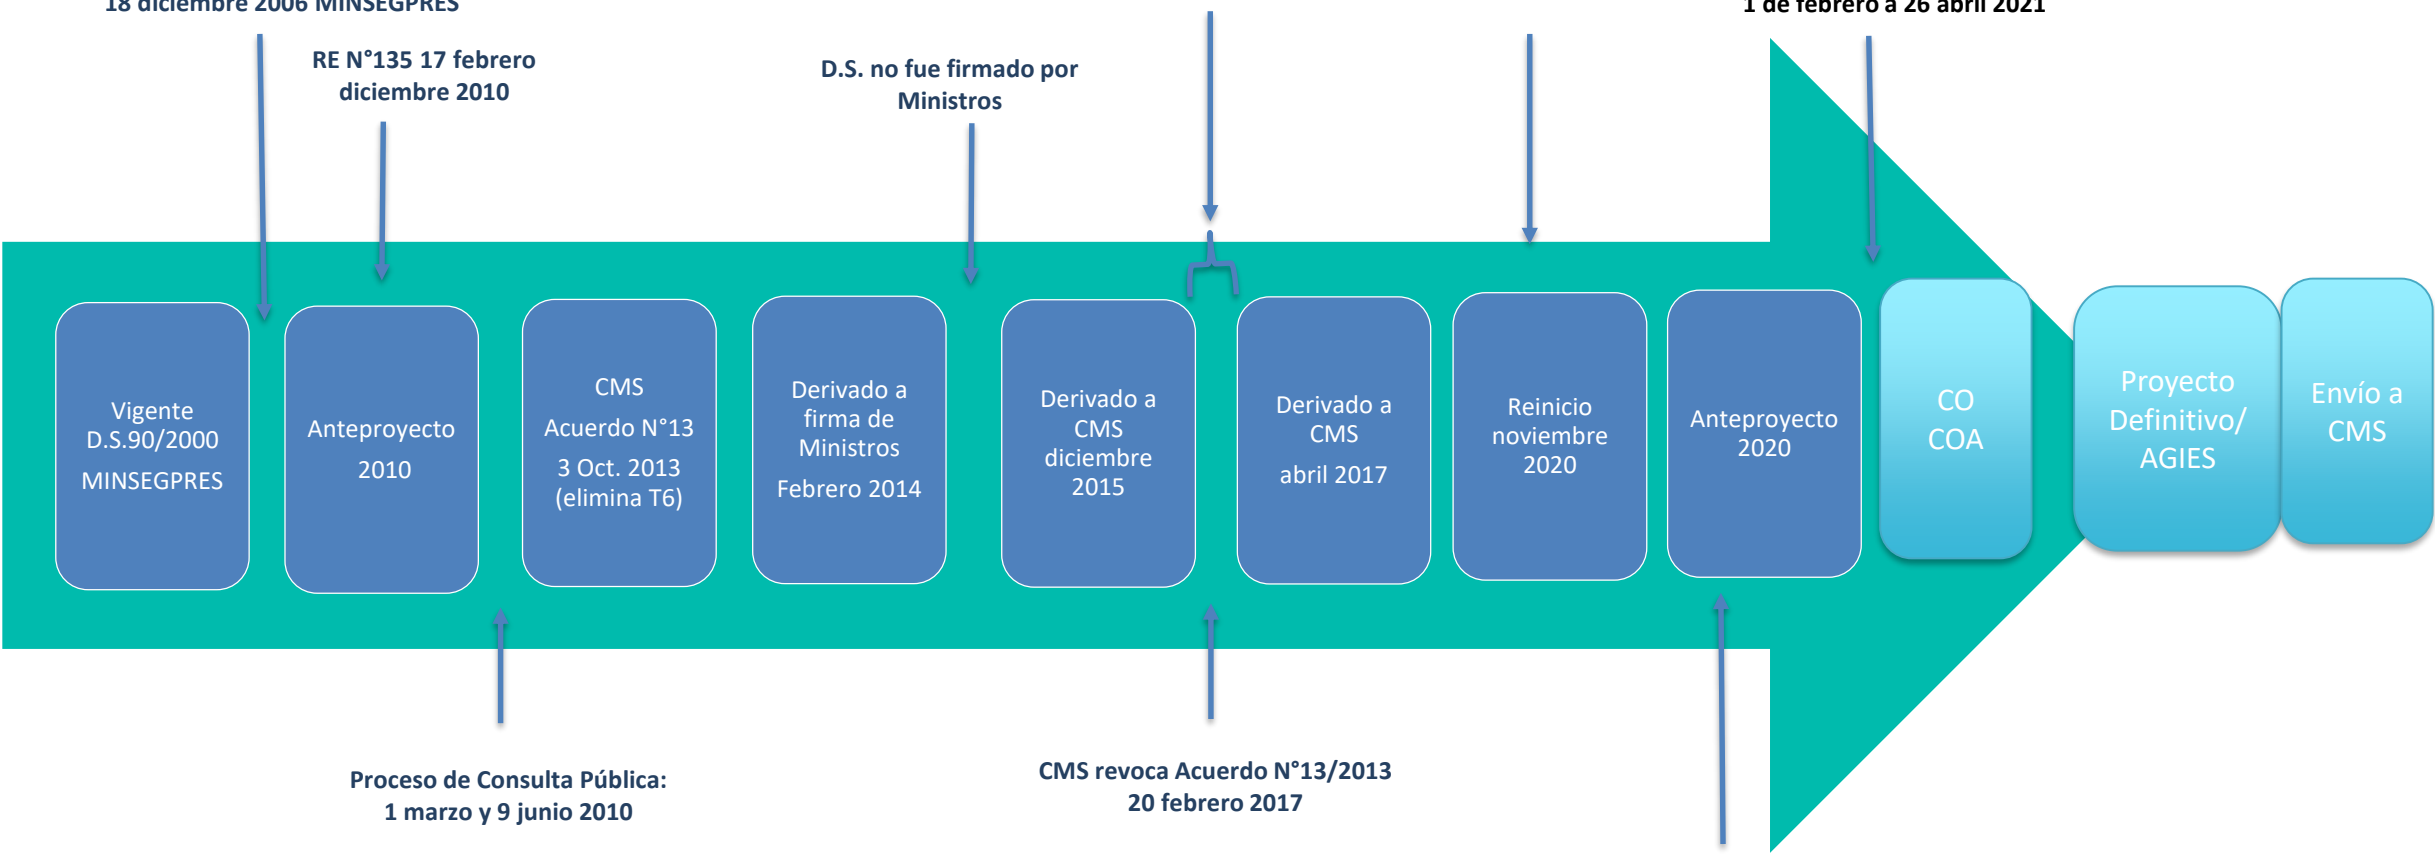 18 diciembre 2006 MINSEGPRES
1 de febrero a 26 abril 2021
RE N°135 17 febrero
diciembre 2010
D.S. no fue firmado por
Ministros
Vigente
D.S.90/2000
MINSEGPRES
Anteproyecto
2010
CMS
Acuerdo N°13
3 Oct. 2013
(elimina T6)
Derivado a
firma de
Ministros
Febrero 2014
Derivado a
CMS
diciembre
2015
Derivado a
CMS
abril 2017
Reinicio
noviembre
2020
Anteproyecto
2020
CO
COA
Proyecto
Definitivo/
AGIES
Envío a
CMS
Proceso de Consulta Pública:
1 marzo y 9 junio 2010
CMS revoca Acuerdo N°13/2013
20 febrero 2017